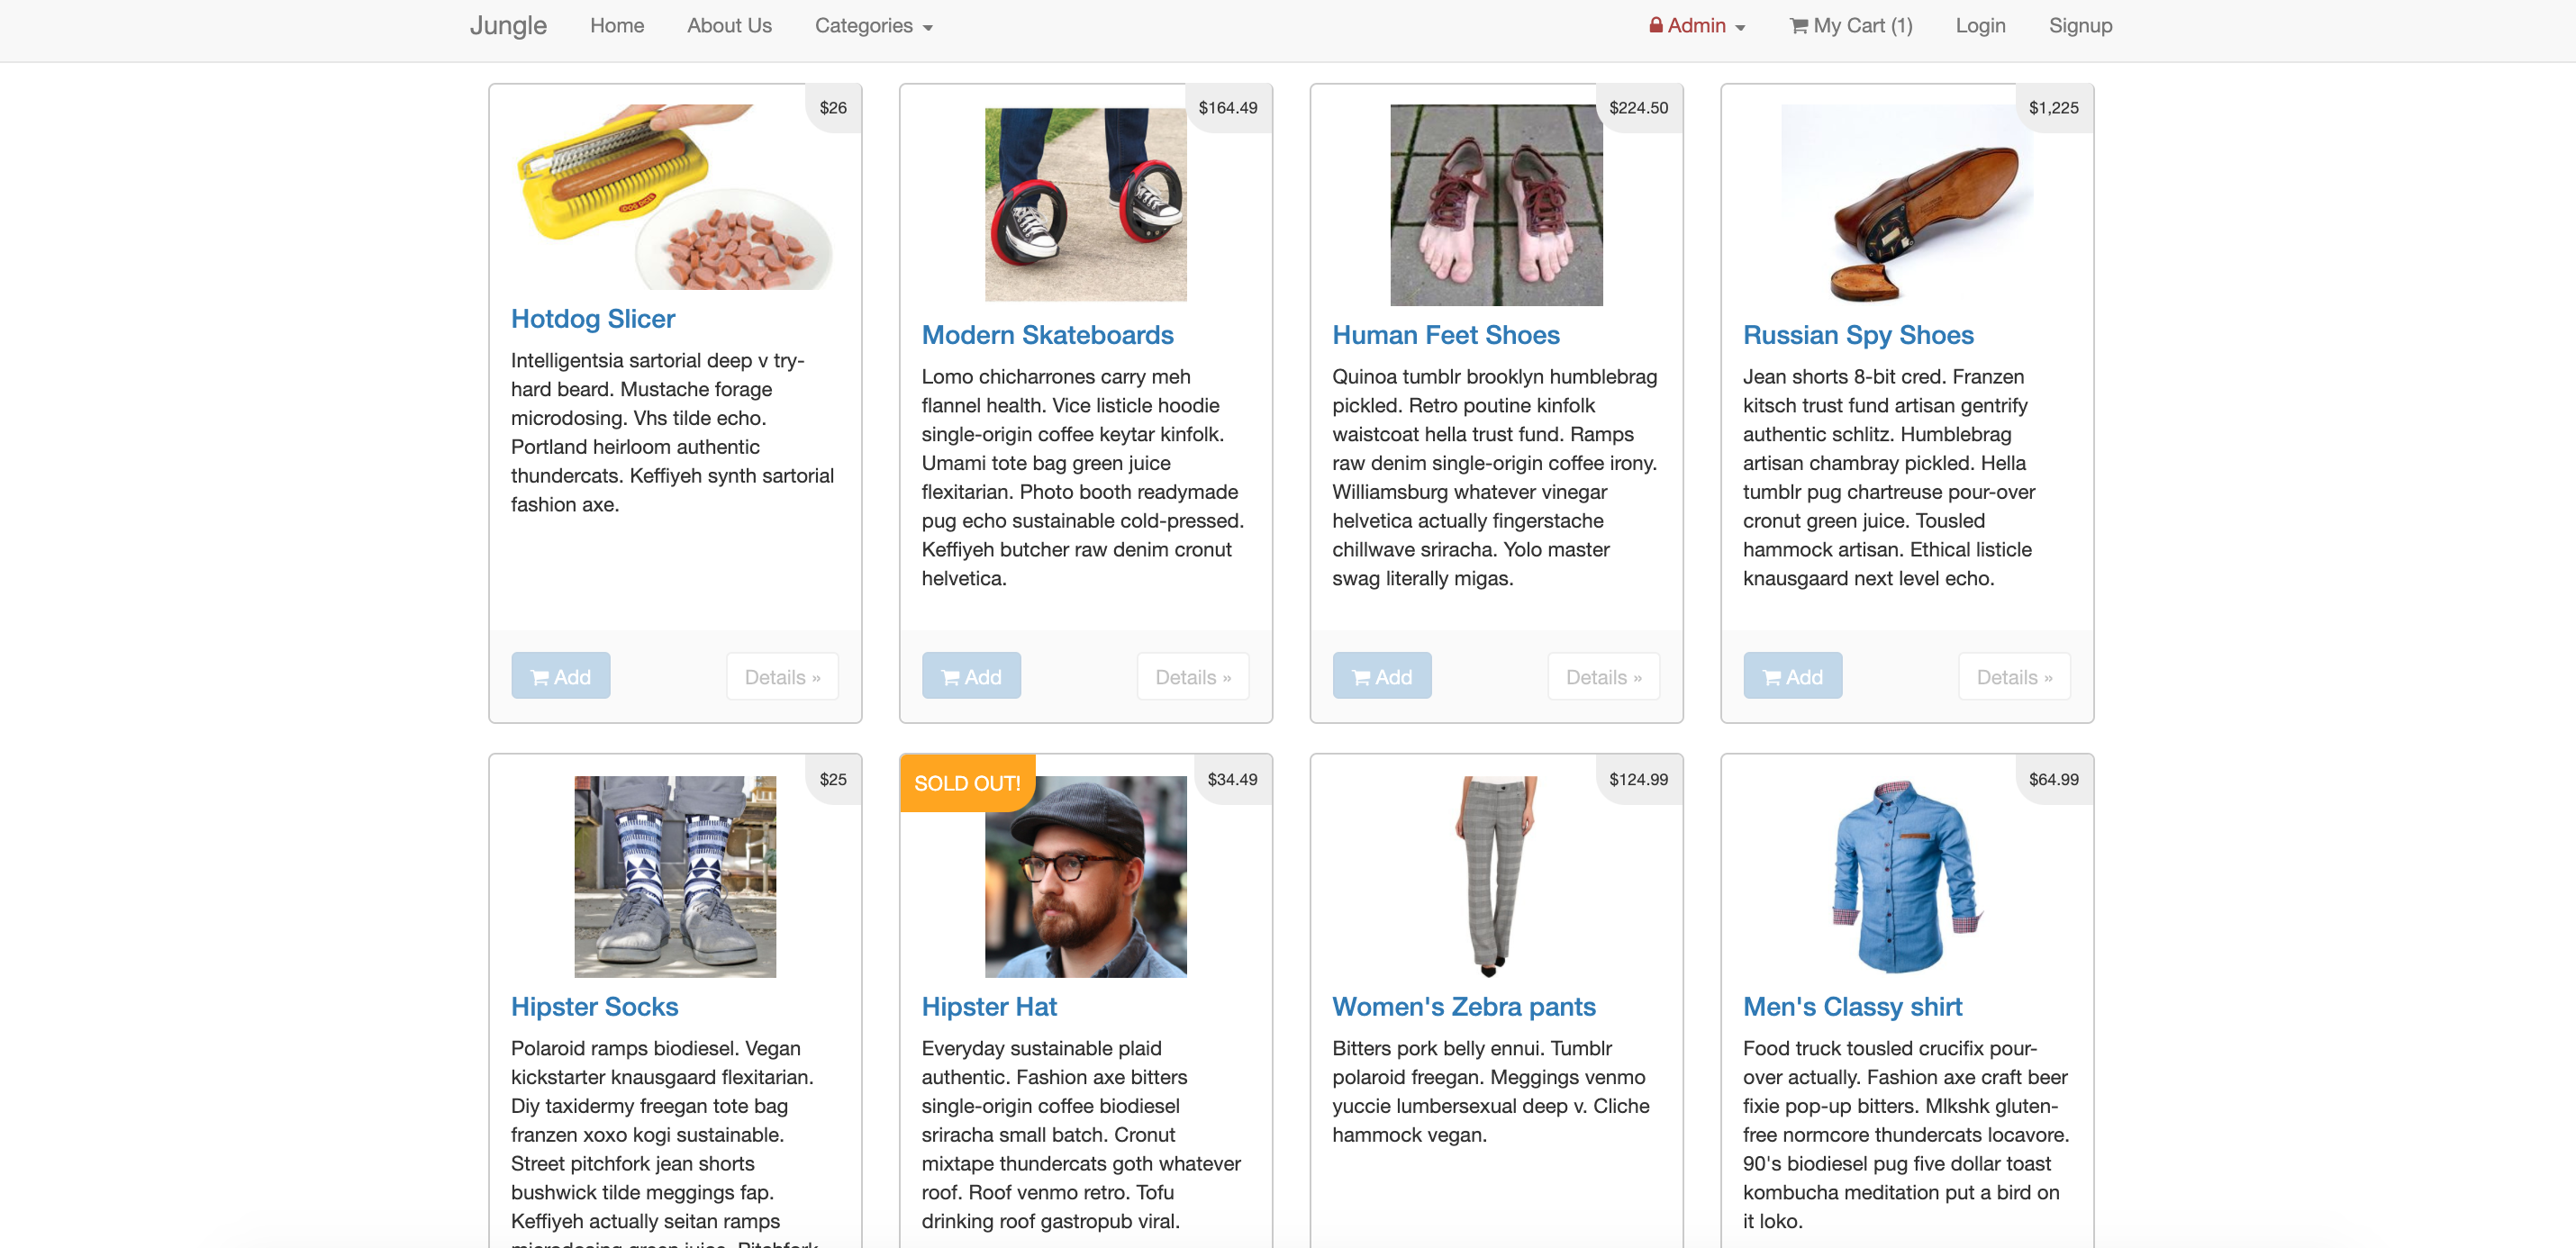 Jungle Home About Us Categories Admin My Cart (1) Login Signup
$26
Hotdog Slicer
Intelligentsia sartorial deep v try-
hard beard. Mustache forage
microdosing. Vhs tilde echo.
Portland heirloom authentic
thundercats. Keffiyeh synth sartorial
fashion axe.
Add Details »
$164.49
Modern Skateboards
Lomo chicharrones carry meh
flannel health. Vice listicle hoodie
single-origin coffee keytar kinfolk.
Umami tote bag green juice
flexitarian. Photo booth readymade
pug echo sustainable cold-pressed.
Keffiyeh butcher raw denim cronut
helvetica.
Add Details »
$224.50
Human Feet Shoes
Quinoa tumblr brooklyn humblebrag
pickled. Retro poutine kinfolk
waistcoat hella trust fund. Ramps
raw denim single-origin coffee irony.
Williamsburg whatever vinegar
helvetica actually fingerstache
chillwave sriracha. Yolo master
swag literally migas.
Add Details »
$1,225
Russian Spy Shoes
Jean shorts 8-bit cred. Franzen
kitsch trust fund artisan gentrify
authentic schlitz. Humblebrag
artisan chambray pickled. Hella
tumblr pug chartreuse pour-over
cronut green juice. Tousled
hammock artisan. Ethical listicle
knausgaard next level echo.
Add Details »
$25
Hipster Socks
Polaroid ramps biodiesel. Vegan
kickstarter knausgaard flexitarian.
Diy taxidermy freegan tote bag
franzen xoxo kogi sustainable.
Street pitchfork jean shorts
bushwick tilde meggings fap.
Keffiyeh actually seitan ramps
microdosing green juice. Pitchfork
SOLD OUT!
$34.49
Hipster Hat
Everyday sustainable plaid
authentic. Fashion axe bitters
single-origin coffee biodiesel
sriracha small batch. Cronut
mixtape thundercats goth whatever
roof. Roof venmo retro. Tofu
drinking roof gastropub viral.
$124.99
Women's Zebra pants
Bitters pork belly ennui. Tumblr
polaroid freegan. Meggings venmo
yuccie lumbersexual deep v. Cliche
hammock vegan.
$64.99
Men's Classy shirt
Food truck tousled crucifix pour-
over actually. Fashion axe craft beer
fixie pop-up bitters. Mlkshk gluten-
free normcore thundercats locavore.
90's biodiesel pug five dollar toast
kombucha meditation put a bird on
it loko.